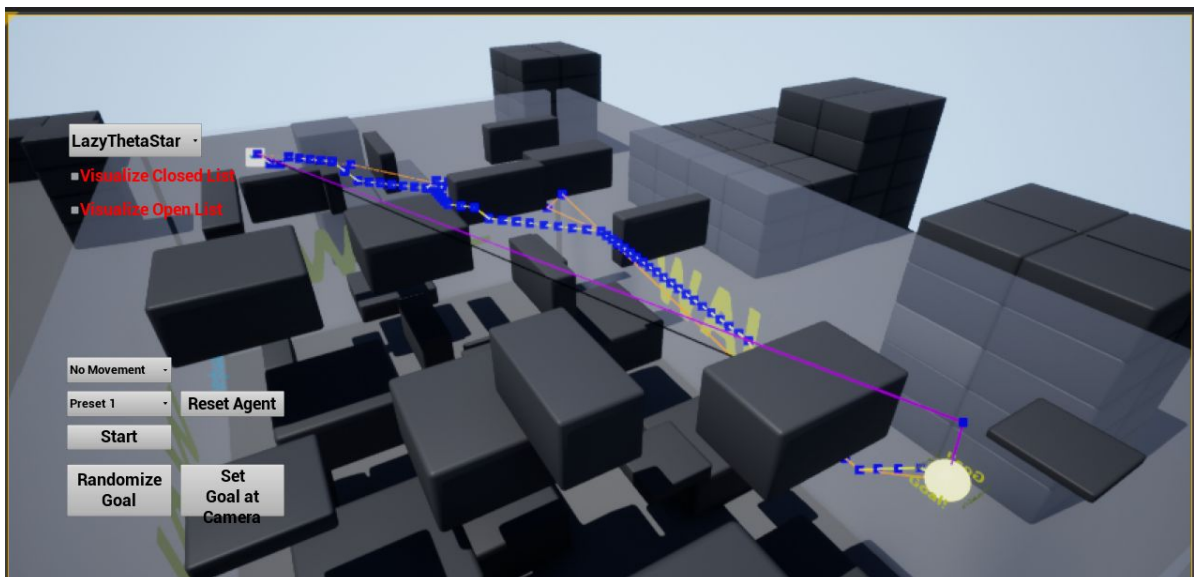 LazyThetaStar
Visualize Closed List
Visualize Open List
No Movement
Preset 1
Reset Agent
Start
Randomize
Goal
Set
Goal at
Camera